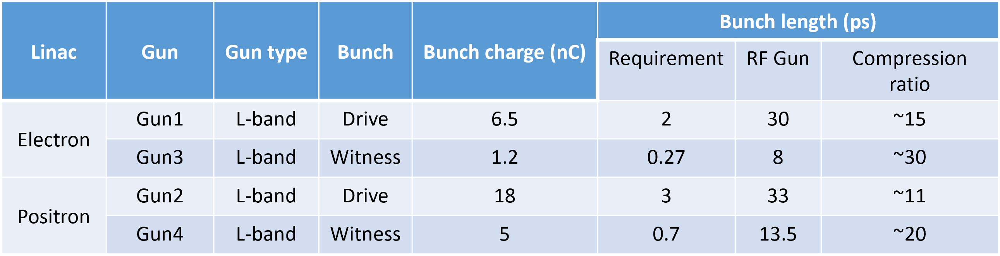 Linac Gun Gun type Bunch Bunch charge (nC) Bunch length (ps)
Requirement RF Gun Compression
ratio
Electron Gun1 L-band Drive 6.5 2 30 ~15
Gun3 L-band Witness 1.2 0.27 8 ~30
Positron Gun2 L-band Drive 18 3 33 ~11
Gun4 L-band Witness 5 0.7 13.5 ~20